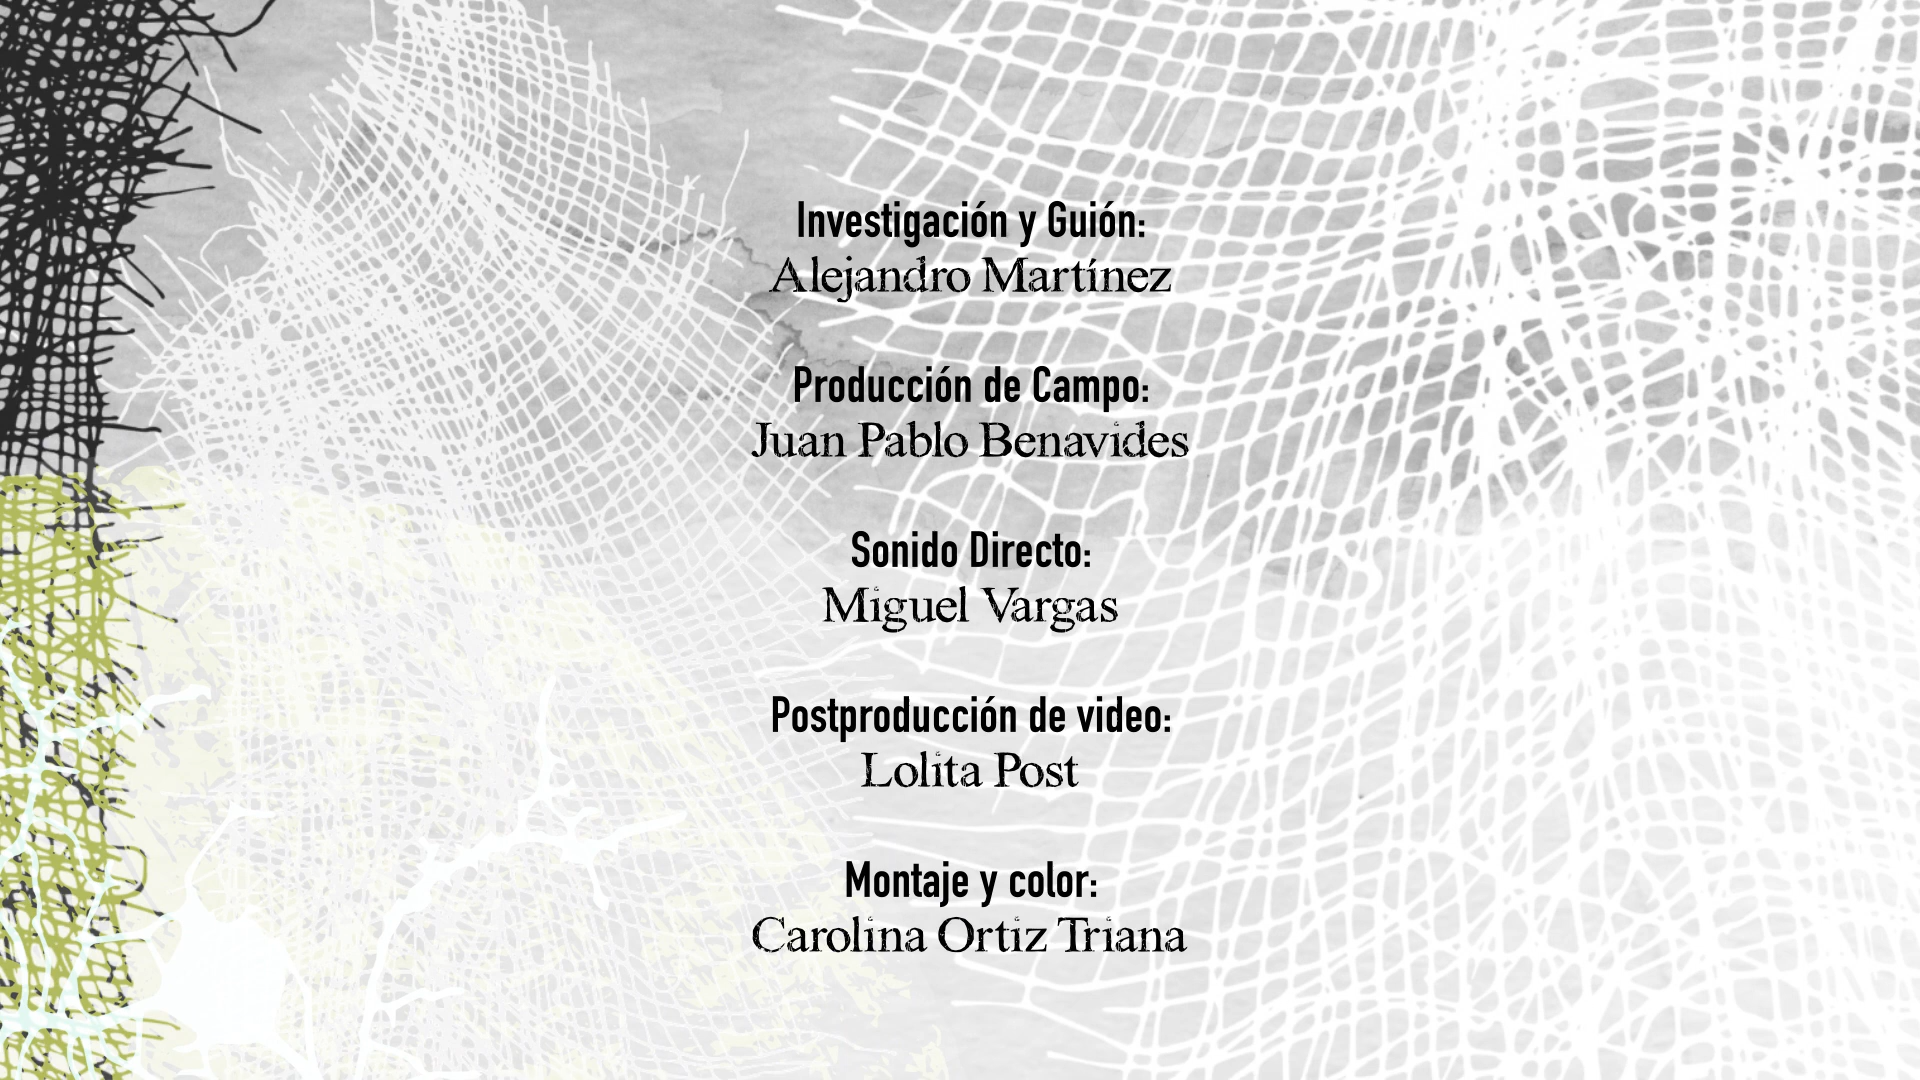 Investigación y Guión:
Alejandro Martínez
Producción de Campo:
Juan Pablo Benavides
Sonido Directo:
Miguel Vargas
Postproducción de video:
Lolita Post
Montaje y color:
Carolina Ortiz Triana